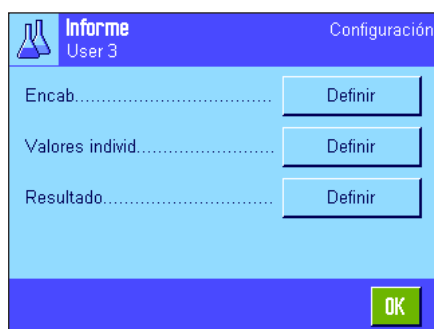 Informe Configuración
User 3
Encab................................... Definir
Valores individ......................... Definir
Resultado............................... Definir
OK